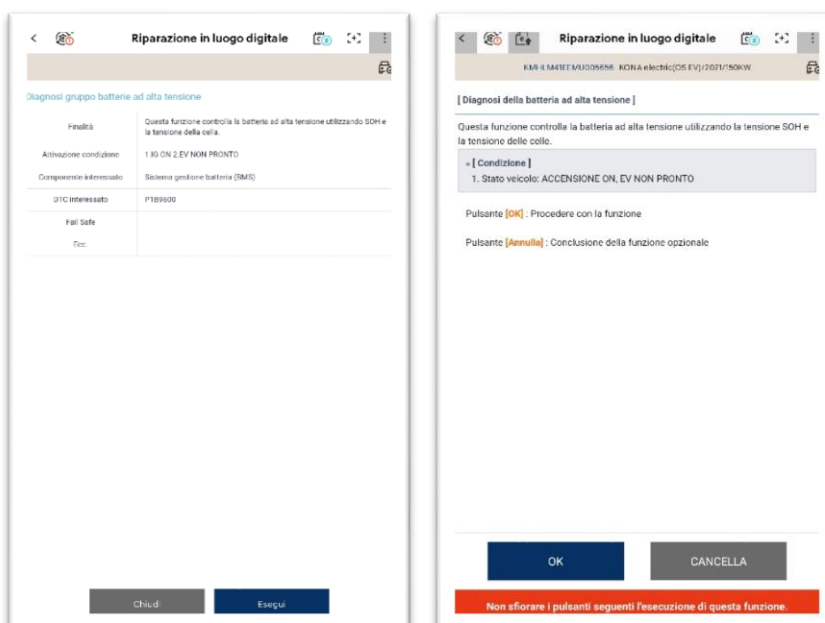 Riparazione in luogo digitale
Diagnosi gruppo batterie ad alta tensione
Finalità
Questa funzione controlla la batteria ad alta tensione utilizzando SOH e
la tensione della cella.
Attivazione condizione
1.IG ON 2.EV NON PRONTO
Componente interessato
Sistema gestione batteria (BMS)
DTC interessato
P1B9600
Fail Safe
Ecc.
Chiudi
Esegui
Riparazione in luogo digitale
KONA electric(OS EV)/2021/150KW
[ Diagnosi della batteria ad alta tensione ]
Questa funzione controlla la batteria ad alta tensione utilizzando la tensione SOH e
la tensione delle celle.
[ Condizione ]
1. Stato veicolo: ACCENSIONE ON, EV NON PRONTO
Pulsante [OK] : Procedere con la funzione
Pulsante [Annulla] : Conclusione della funzione opzionale
OK
CANCELLA
Non sfiorare i pulsanti seguenti l'esecuzione di questa funzione.